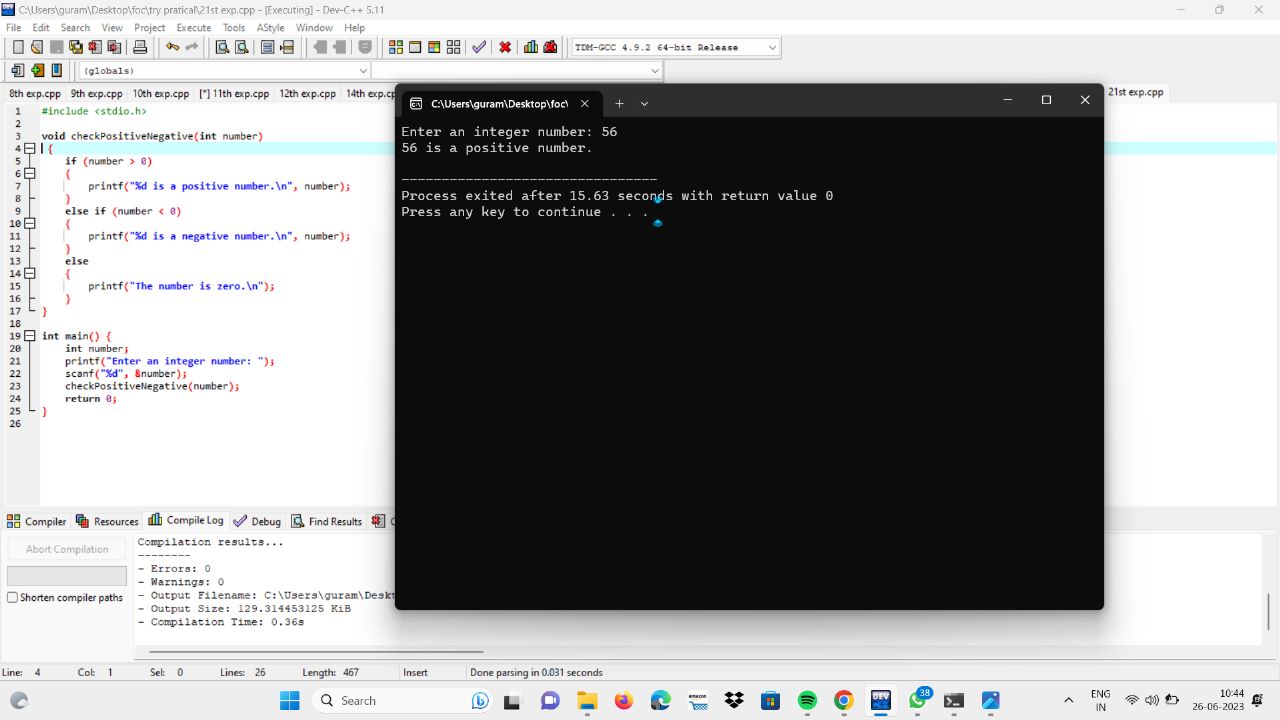 C:\Users\guram\Desktop\foc\try pratical\21st exp.cpp - [Executing] - Dev-C++ 5.11
File Edit Search View Project Execute Tools AStyle Window Help
TDM-GCC 4.9.2 64-bit Release
(globals)
8th exp.cpp 9th exp.cpp 10th exp.cpp [*] 11th exp.cpp 12th exp.cpp 14th exp.cp 21st exp.cpp
1 #include <stdio.h>
2
3 void checkPositiveNegative(int number)
4 {
5 if (number > 0)
6 {
7 printf("%d is a positive number.\n", number);
8 }
9 else if (number < 0)
10 {
11 printf("%d is a negative number.\n", number);
12 }
13 else
14 {
15 printf("The number is zero.\n");
16 }
17 }
18
19 int main() {
20 int number;
21 printf("Enter an integer number: ");
22 scanf("%d", &number);
23 checkPositiveNegative(number);
24 return 0;
25 }
26
C:\Users\guram\Desktop\foc\
Enter an integer number: 56
56 is a positive number.
--------------------------------
Process exited after 15.63 seconds with return value 0
Press any key to continue . . .
Compiler Resources Compile Log Debug Find Results
Abort Compilation
Shorten compiler paths
Compilation results...
--------
- Errors: 0
- Warnings: 0
- Output Filename: C:\Users\guram\Deskt
- Output Size: 129.314453125 KiB
- Compilation Time: 0.36s
Line: 4 Col: 1 Sel: 0 Lines: 26 Length: 467 Insert Done parsing in 0.031 seconds
Search
amazon
DEV
38
ENG
IN
10:44
26-06-2023